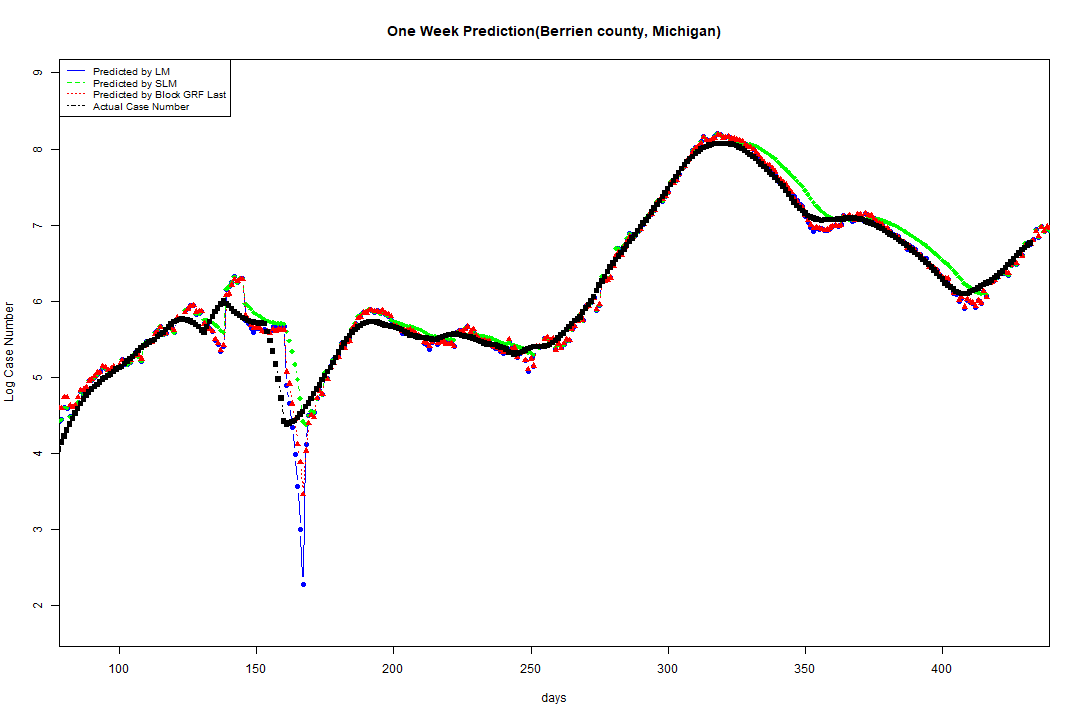 One Week Prediction(Berrien county, Michigan)
Predicted by LM
Predicted by SLM
Predicted by Block GRF Last
Actual Case Number
9
8
7
6
5
4
3
2
Log Case Number
100 150 200 250 300 350 400
days